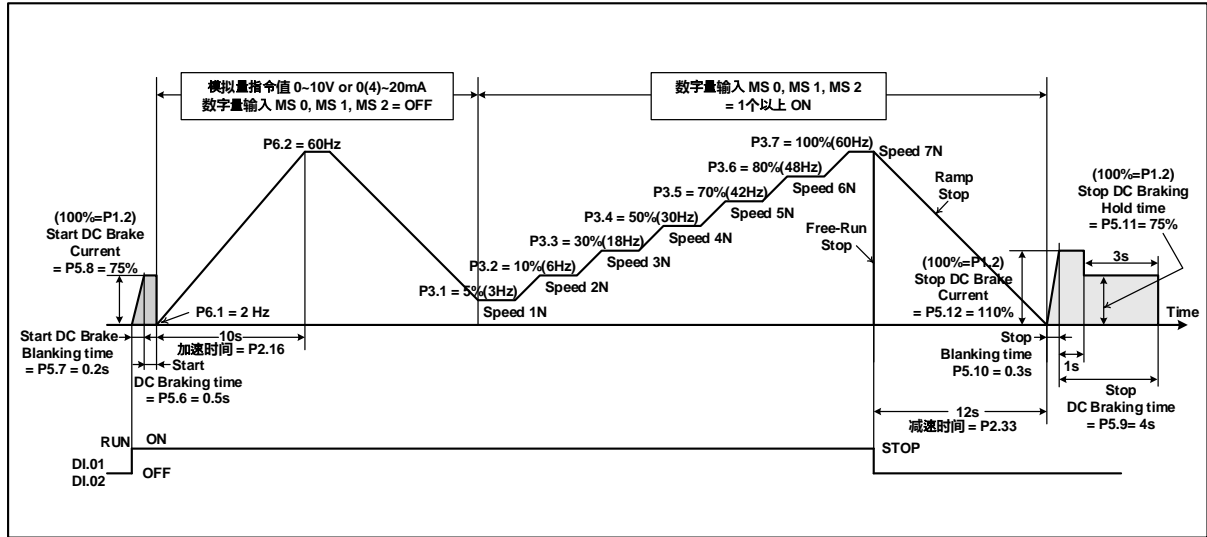 模拟量指令值 0~10V or 0(4)~20mA
数字量输入 MS 0, MS 1, MS 2 = OFF
数字量输入 MS 0, MS 1, MS 2
= 1个以上 ON
P6.2 = 60Hz
P3.7 = 100%(60Hz)
Speed 7N
P3.6 = 80%(48Hz)
Speed 6N
P3.5 = 70%(42Hz)
Speed 5N
P3.4 = 50%(30Hz)
Speed 4N
P3.3 = 30%(18Hz)
Speed 3N
P3.2 = 10%(6Hz)
Speed 2N
P3.1 = 5%(3Hz)
Speed 1N
Ramp
Stop
Free-Run
Stop
(100%=P1.2)
Start DC Brake
Current
= P5.8 = 75%
P6.1 = 2 Hz
(100%=P1.2)
Stop DC Braking
Hold time
= P5.11= 75%
(100%=P1.2)
Stop DC Brake
Current
= P5.12 = 110%
3s
Time
Start DC Brake
Blanking time
= P5.7 = 0.2s
10s
加速时间 = P2.16
Start
DC Braking time
= P5.6 = 0.5s
Stop
Blanking time
P5.10 = 0.3s
1s
Stop
DC Braking time
= P5.9= 4s
12s
减速时间 = P2.33
RUN
ON
STOP
DI.01
DI.02
OFF